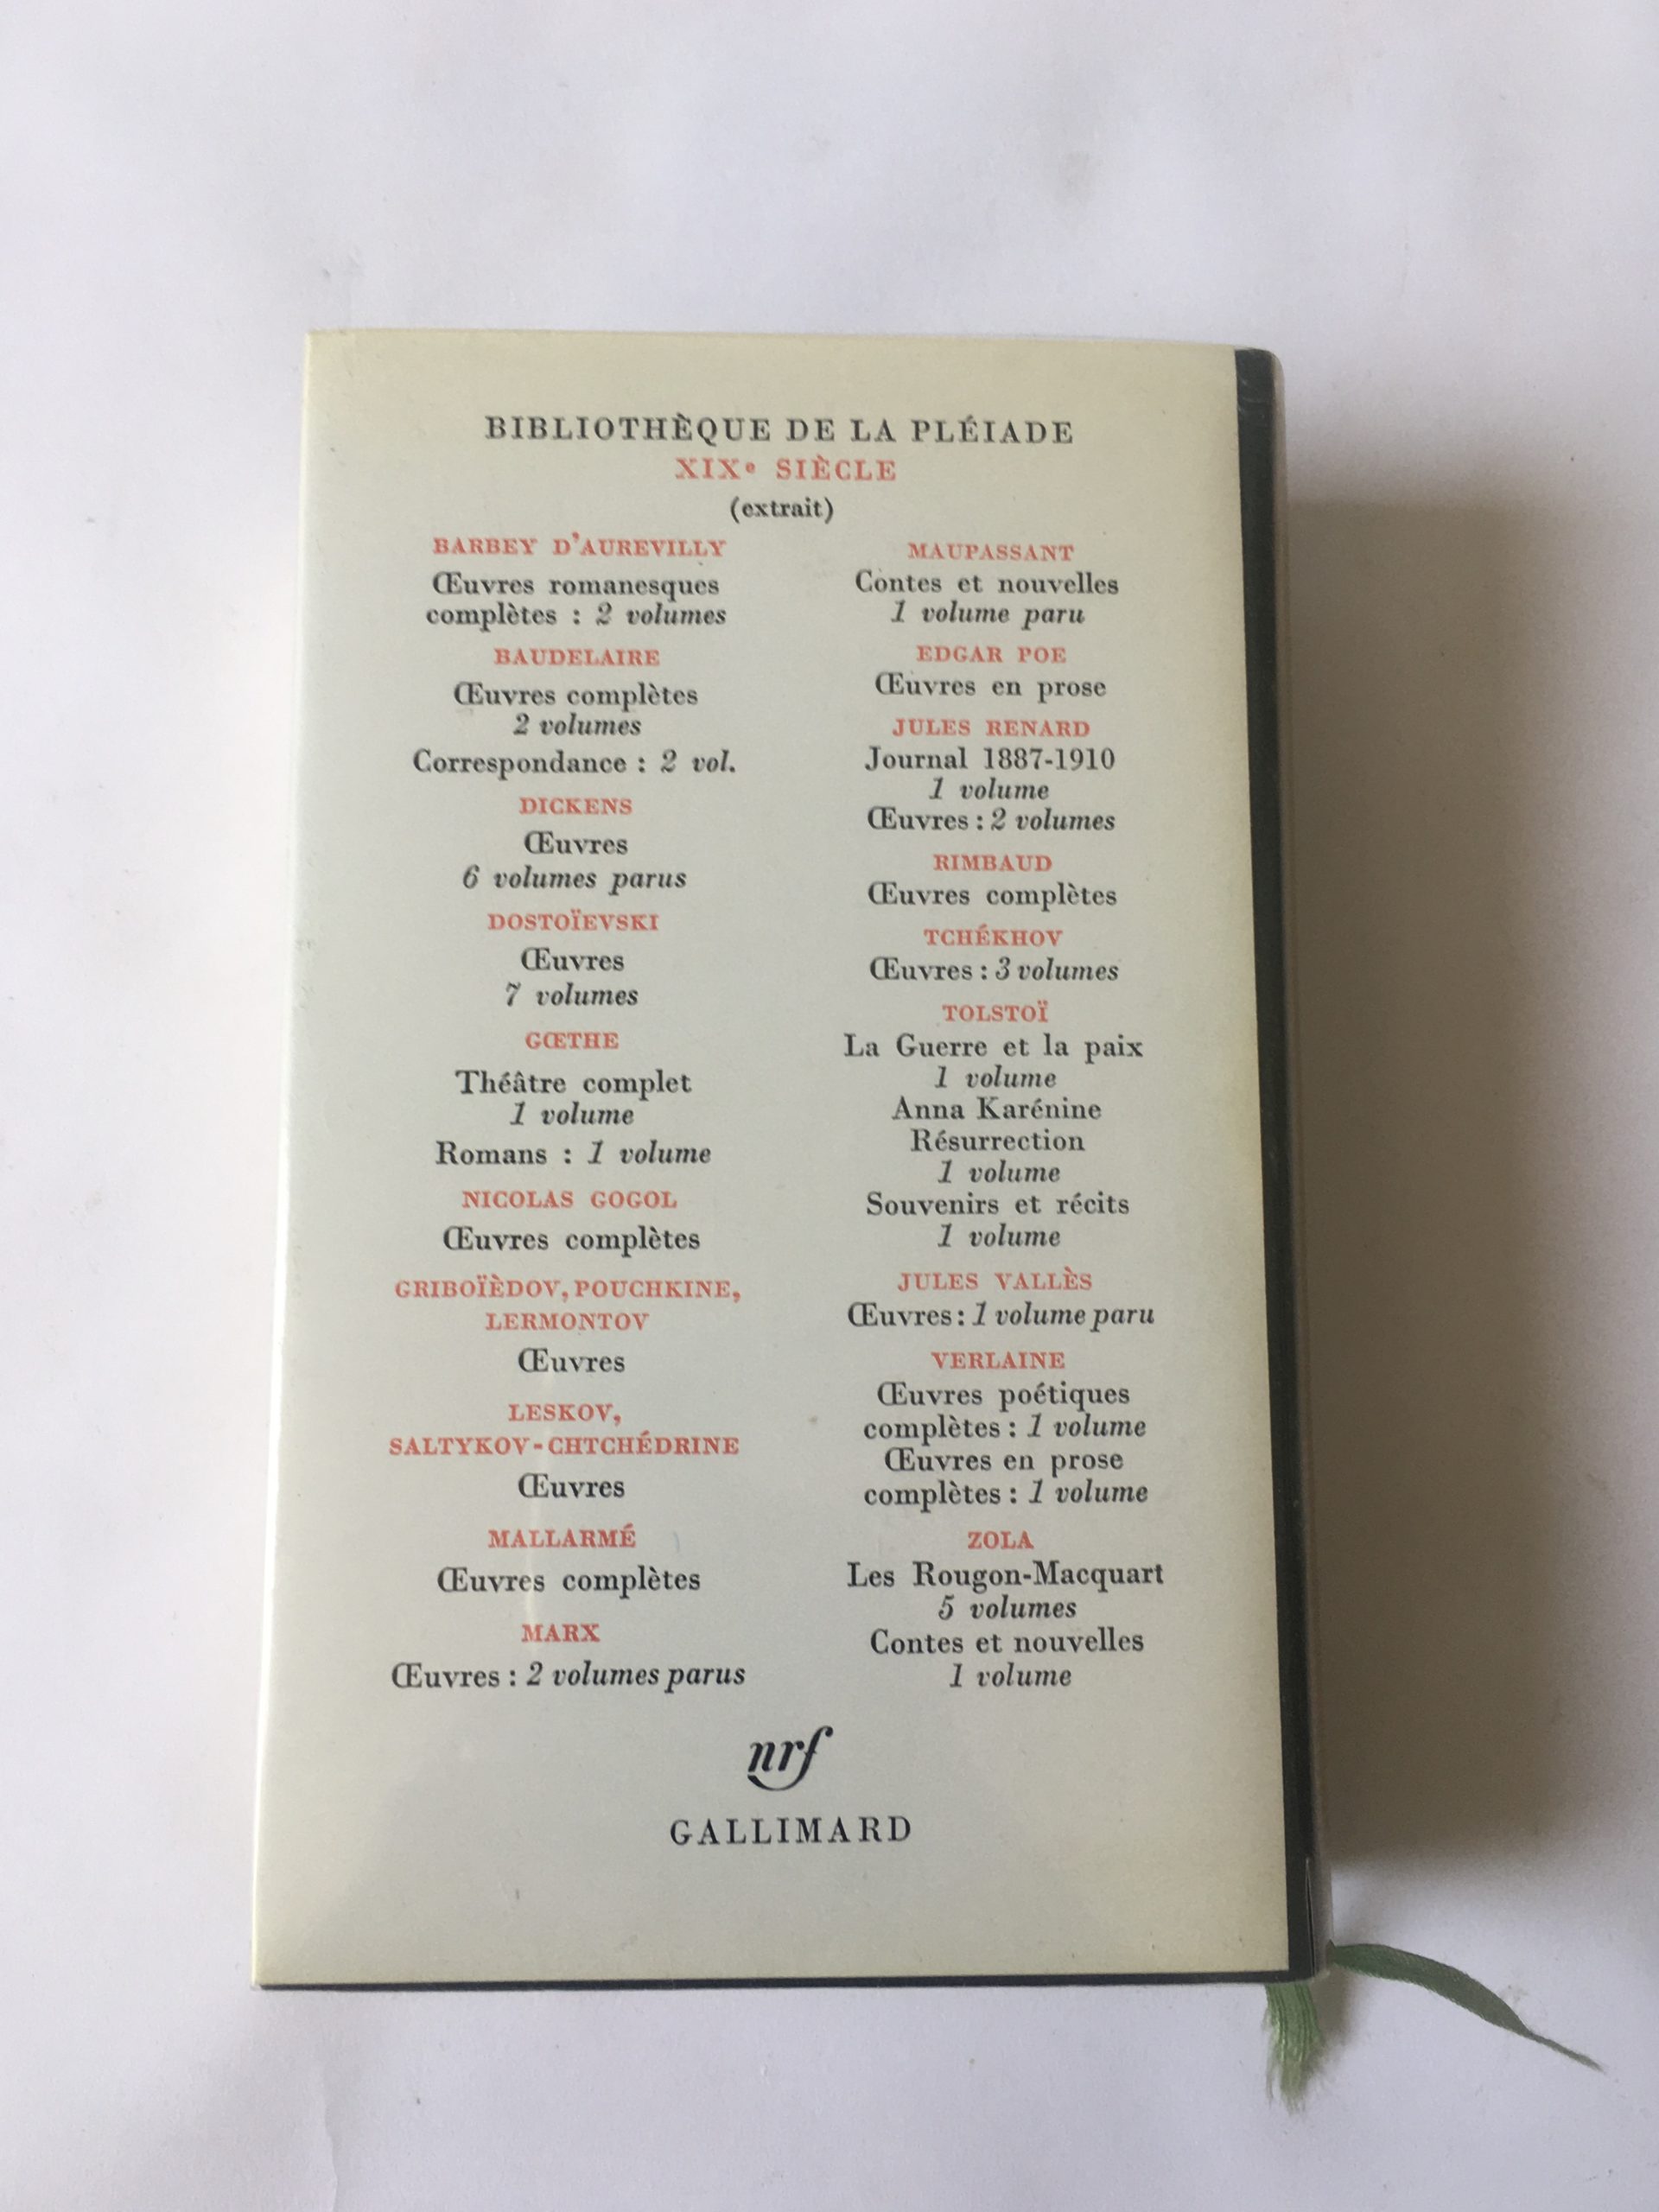 BIBLIOTHÈQUE DE LA PLÉIADE
XIXe SIÈCLE
(extrait)
BARBEY D'AUREVILLY
Œuvres romanesques
complètes : 2 volumes
BAUDELAIRE
Œuvres complètes
2 volumes
Correspondance : 2 vol.
DICKENS
Œuvres
6 volumes parus
DOSTOÏEVSKI
Œuvres
7 volumes
GŒTHE
Théâtre complet
1 volume
Romans : 1 volume
NICOLAS GOGOL
Œuvres complètes
GRIBOÏÈDOV, POUCHKINE,
LERMONTOV
Œuvres
LESKOV,
SALTYKOV-CHTCHÉDRINE
Œuvres
MALLARMÉ
Œuvres complètes
MARX
Œuvres : 2 volumes parus
MAUPASSANT
Contes et nouvelles
1 volume paru
EDGAR POE
Œuvres en prose
JULES RENARD
Journal 1887-1910
1 volume
Œuvres : 2 volumes
RIMBAUD
Œuvres complètes
TCHÉKHOV
Œuvres : 3 volumes
TOLSTOÏ
La Guerre et la paix
1 volume
Anna Karénine
Résurrection
1 volume
Souvenirs et récits
1 volume
JULES VALLÈS
Œuvres : 1 volume paru
VERLAINE
Œuvres poétiques
complètes : 1 volume
Œuvres en prose
complètes : 1 volume
ZOLA
Les Rougon-Macquart
5 volumes
Contes et nouvelles
1 volume
nrf
GALLIMARD